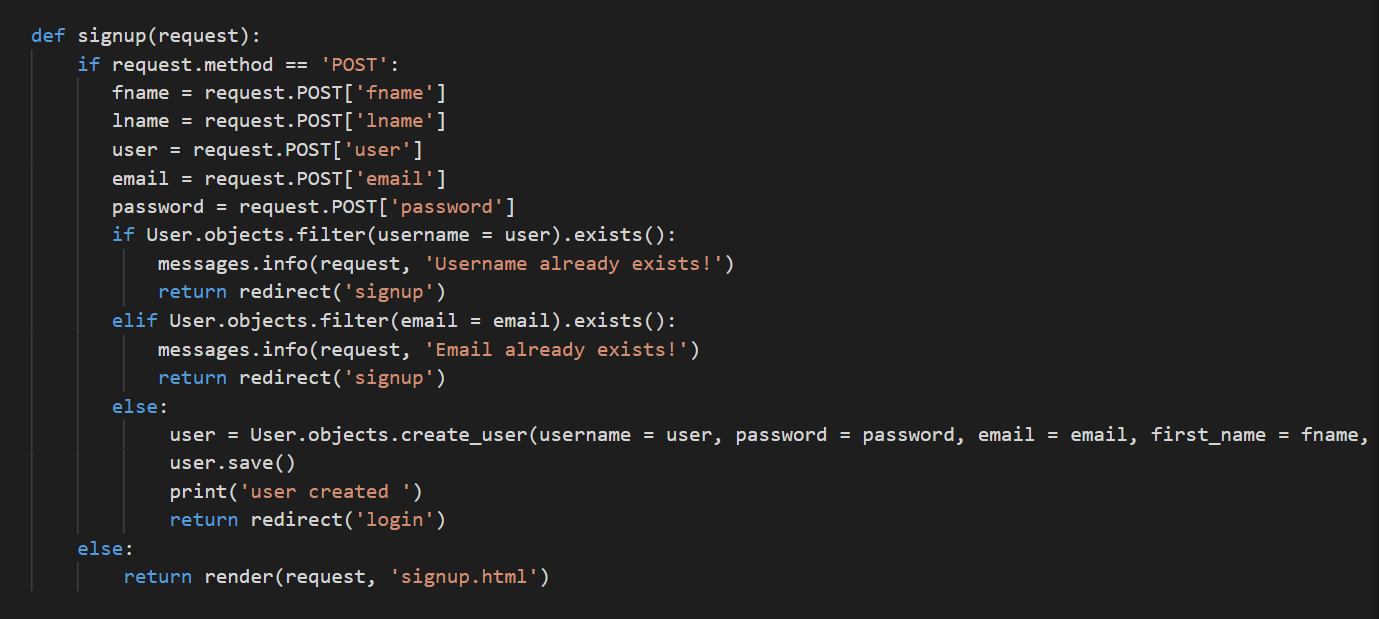 def signup(request):
    if request.method == 'POST':
       fname = request.POST['fname']
       lname = request.POST['lname']
       user = request.POST['user']
       email = request.POST['email']
       password = request.POST['password']
       if User.objects.filter(username = user).exists():
           messages.info(request, 'Username already exists!')
           return redirect('signup')
       elif User.objects.filter(email = email).exists():
           messages.info(request, 'Email already exists!')
           return redirect('signup')
       else:
            user = User.objects.create_user(username = user, password = password, email = email, first_name = fname,
            user.save()
            print('user created ')
            return redirect('login')
    else:
        return render(request, 'signup.html')